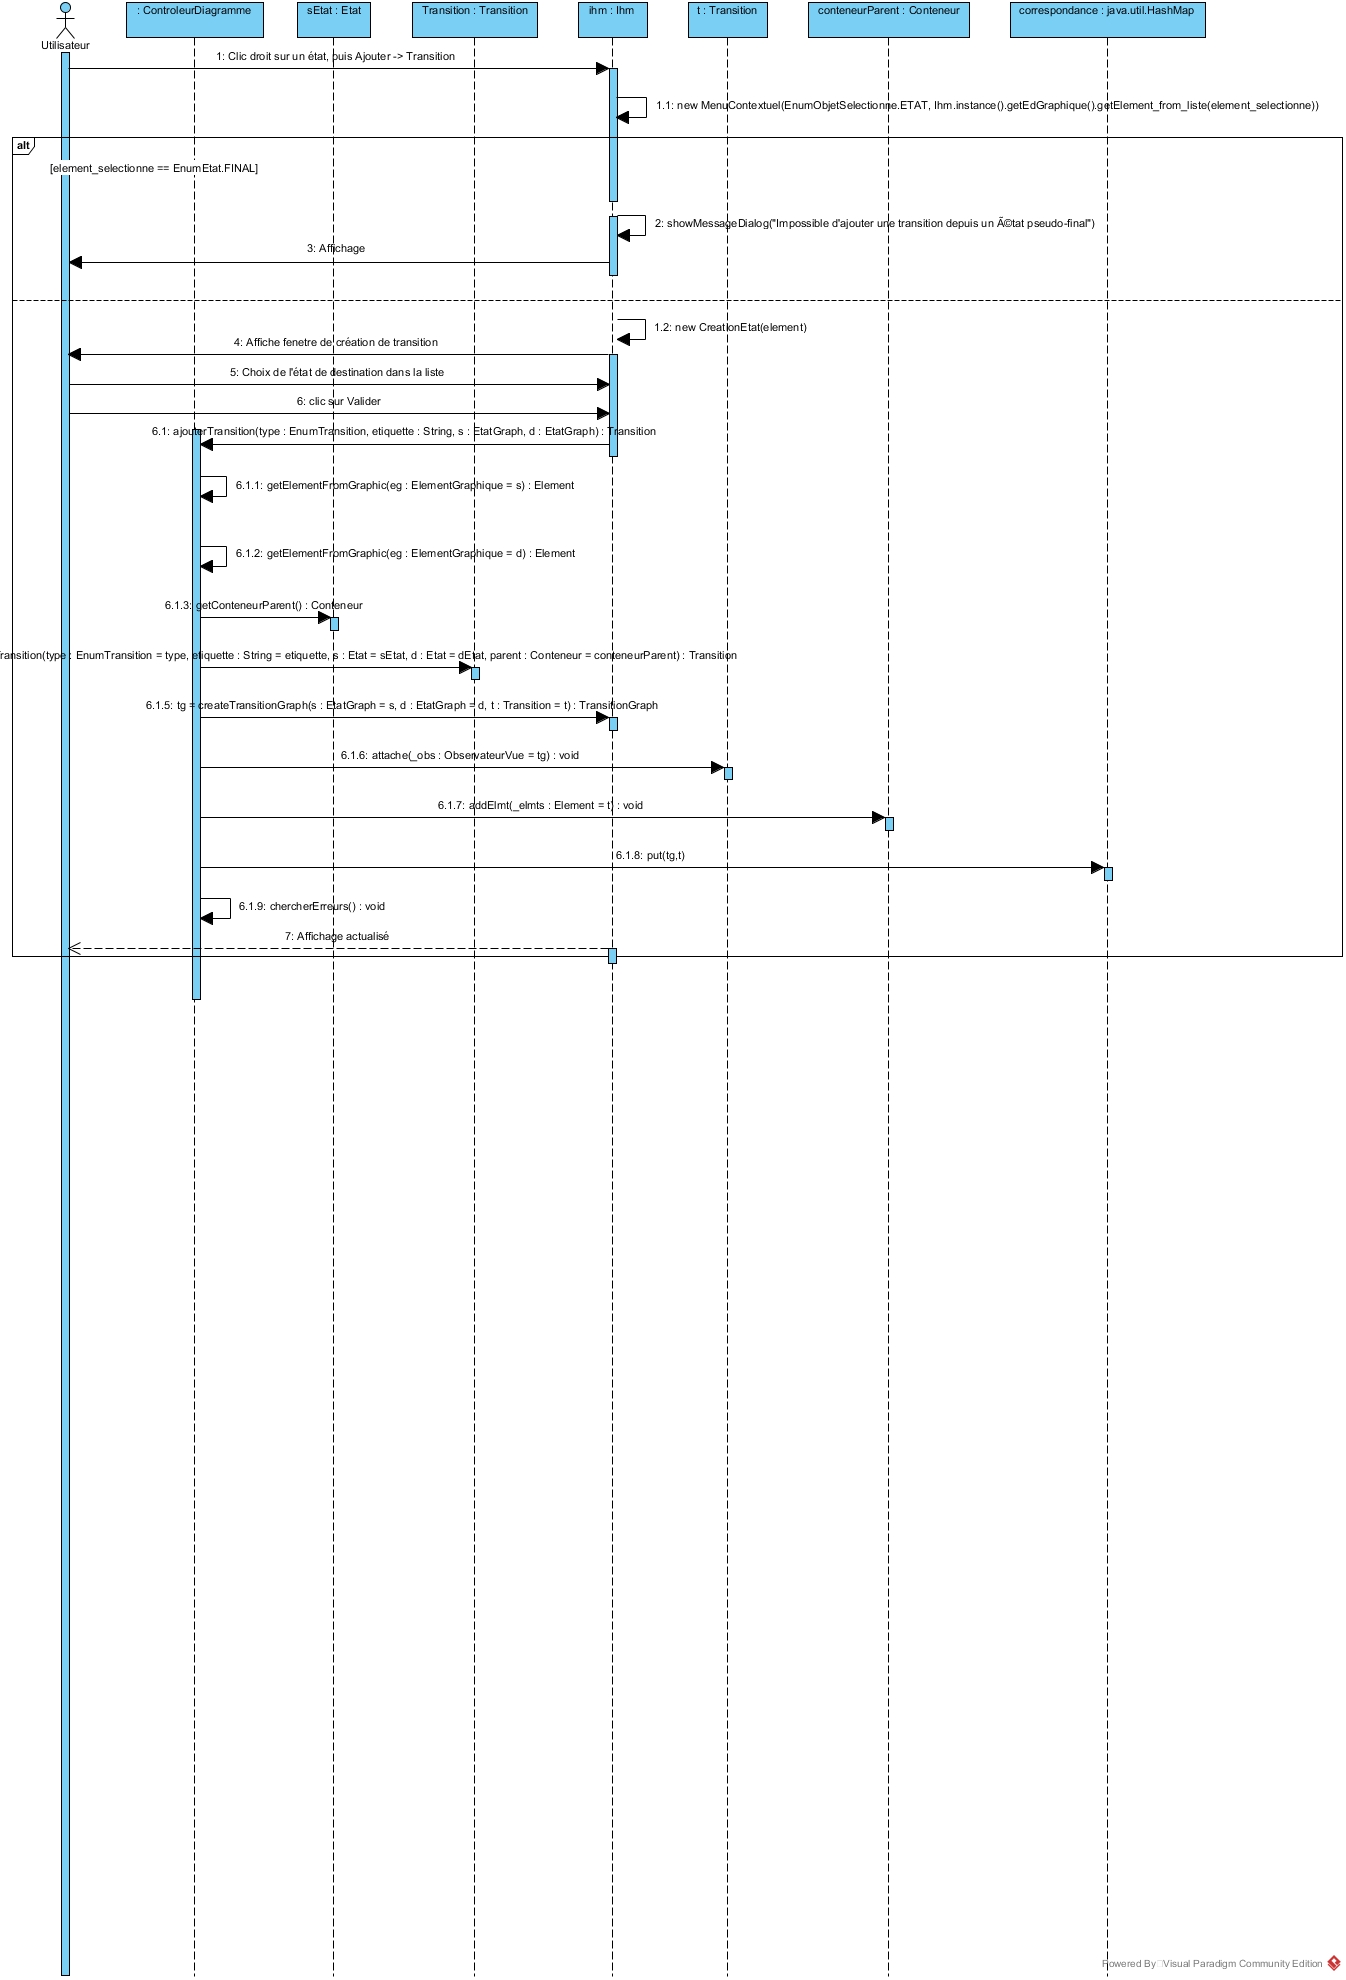 Utilisateur
: ControleurDiagramme
sEtat : Etat
Transition : Transition
ihm : Ihm
t : Transition
conteneurParent : Conteneur
correspondance : java.util.HashMap
1: Clic droit sur un état, puis Ajouter -> Transition
1.1: new MenuContextuel(EnumObjetSelectionne.ETAT, Ihm.instance().getEdGraphique().getElement_from_liste(element_selectionne))
alt
[element_selectionne == EnumEtat.FINAL]
2: showMessageDialog("Impossible d'ajouter une transition depuis un Ã©tat pseudo-final")
3: Affichage
1.2: new CreationEtat(element)
4: Affiche fenetre de création de transition
5: Choix de l'état de destination dans la liste
6: clic sur Valider
6.1: ajouterTransition(type : EnumTransition, etiquette : String, s : EtatGraph, d : EtatGraph) : Transition
6.1.1: getElementFromGraphic(eg : ElementGraphique = s) : Element
6.1.2: getElementFromGraphic(eg : ElementGraphique = d) : Element
6.1.3: getConteneurParent() : Conteneur
ransition(type : EnumTransition = type, etiquette : String = etiquette, s : Etat = sEtat, d : Etat = dEtat, parent : Conteneur = conteneurParent) : Transition
6.1.5: tg = createTransitionGraph(s : EtatGraph = s, d : EtatGraph = d, t : Transition = t) : TransitionGraph
6.1.6: attache(_obs : ObservateurVue = tg) : void
6.1.7: addElmt(_elmts : Element = t) : void
6.1.8: put(tg,t)
6.1.9: chercherErreurs() : void
7: Affichage actualisé
Powered By Visual Paradigm Community Edition